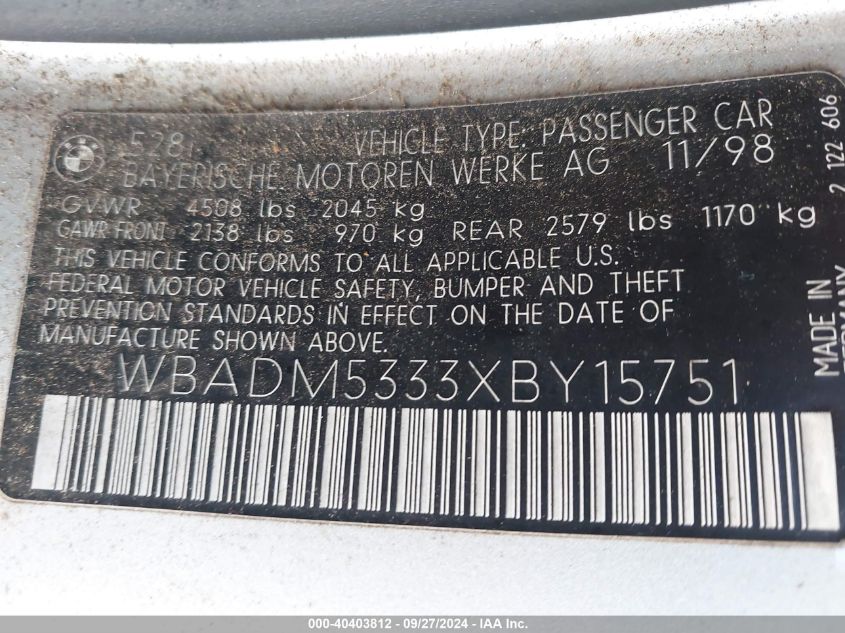 528i VEHICLE TYPE: PASSENGER CAR
BAYERISCHE MOTOREN WERKE AG 11/98
GVWR 4508 lbs 2045 kg
GAWR FRONT 2138 lbs 970 kg REAR 2579 lbs 1170 kg
THIS VEHICLE CONFORMS TO ALL APPLICABLE U.S.
FEDERAL MOTOR VEHICLE SAFETY, BUMPER AND THEFT
PREVENTION STANDARDS IN EFFECT ON THE DATE OF
MANUFACTURE SHOWN ABOVE.
WBADM5333XBY15751
2 122 606
MADE IN
GERMANY
000-40403812 - 09/27/2024 - IAAI.COM